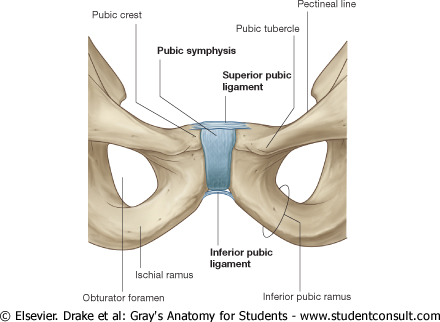 Pubic crest
Pectineal line
Pubic tubercle
Pubic symphysis
Superior pubic
ligament
Inferior pubic
ligament
Ischial ramus
Obturator foramen
Inferior pubic ramus
© Elsevier. Drake et al: Gray's Anatomy for Students - www.studentconsult.com